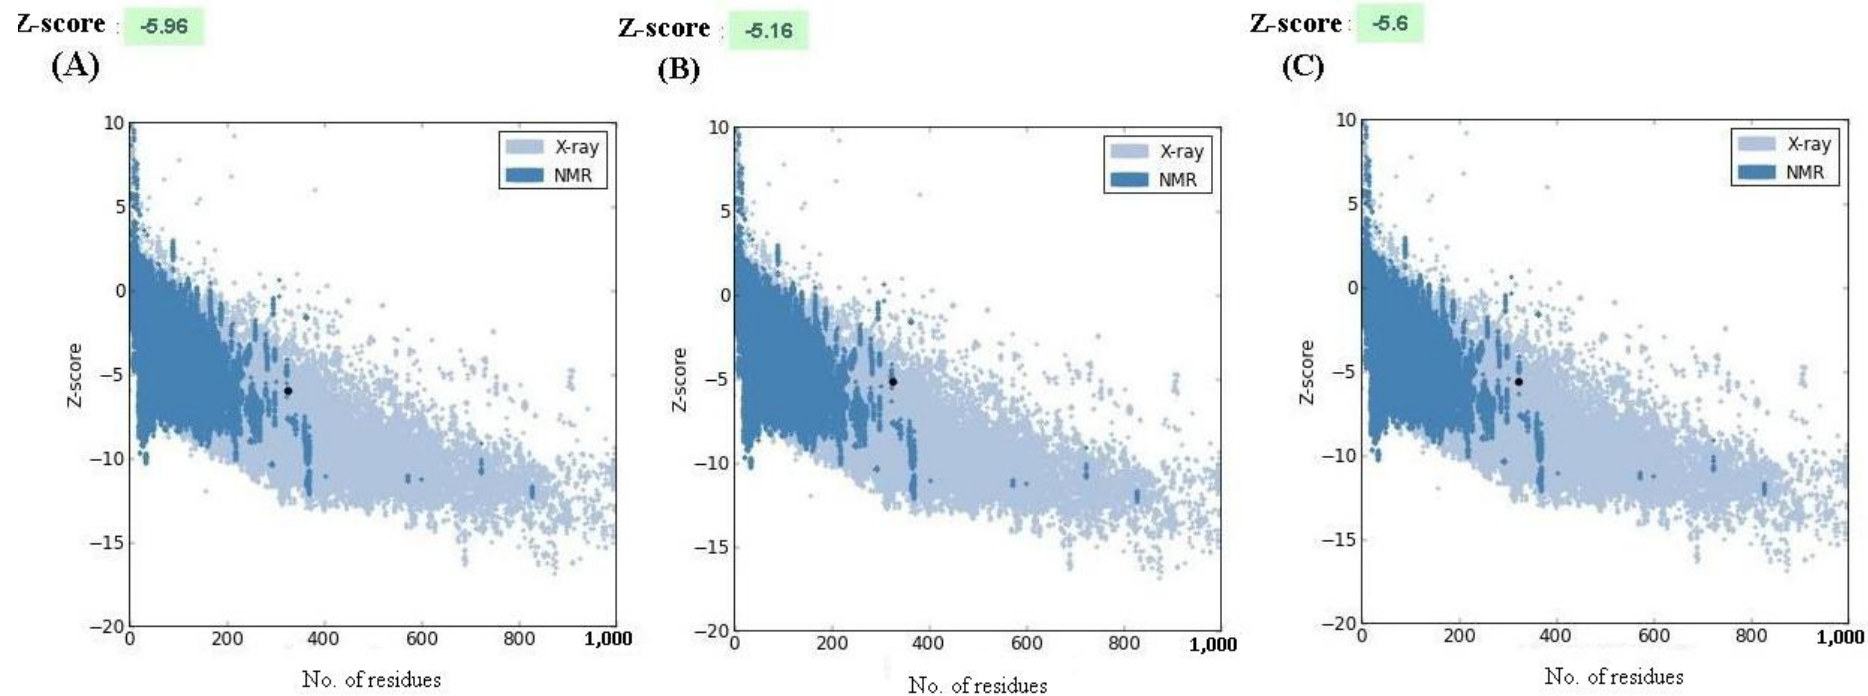 Z-score : -5.96
(A)
10
5
0
−5
−10
−15
−20
Z-score
X-ray
NMR
0 200 400 600 800 1,000
No. of residues
Z-score : -5.16
(B)
10
5
0
−5
−10
−15
−20
Z-score
X-ray
NMR
0 200 400 600 800 1,000
No. of residues
Z-score : -5.6
(C)
10
5
0
−5
−10
−15
−20
Z-score
X-ray
NMR
0 200 400 600 800 1,000
No. of residues